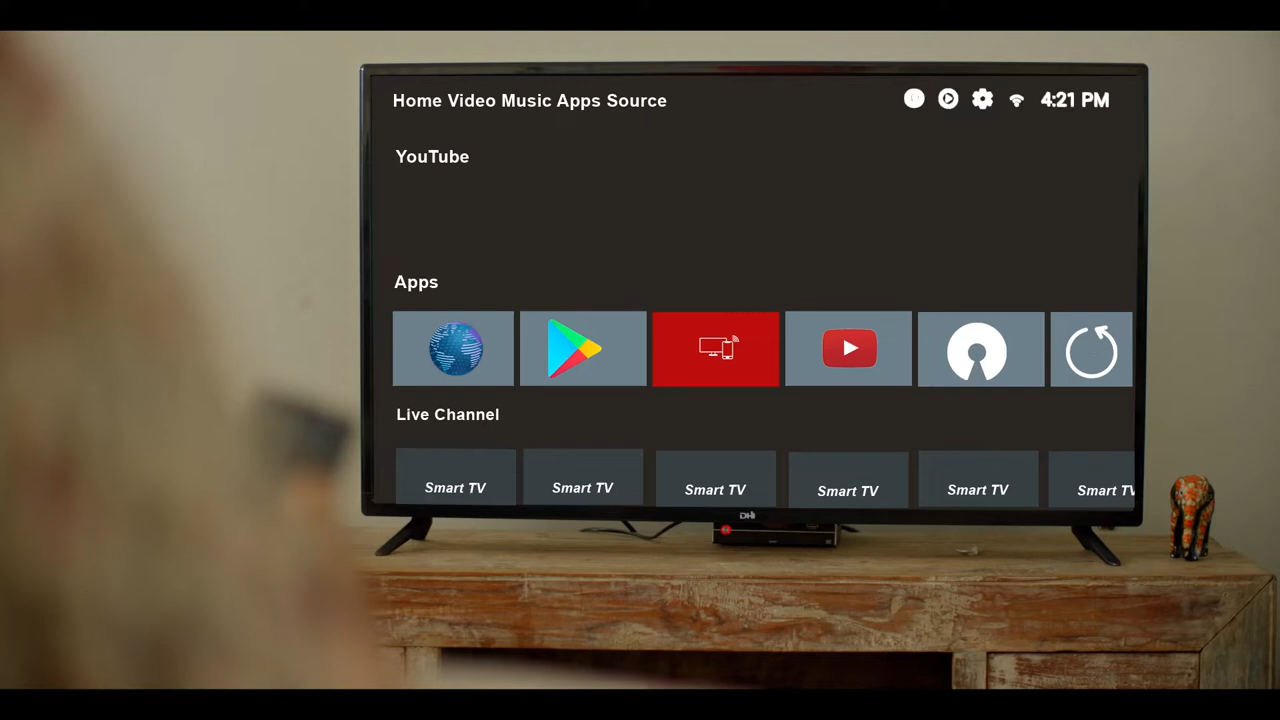 Home Video Music Apps Source
4:21 PM
YouTube
Apps
Live Channel
Smart TV
Smart TV
Smart TV
Smart TV
Smart TV
Smart TV
DHI